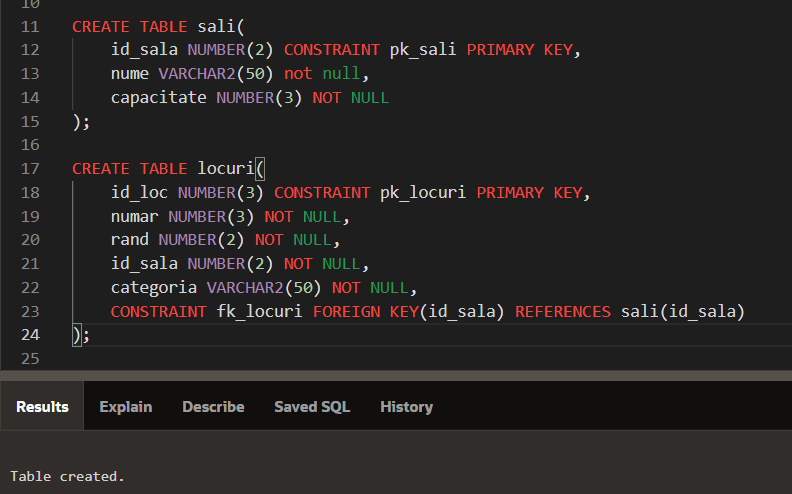 10
11 CREATE TABLE sali(
12 id_sala NUMBER(2) CONSTRAINT pk_sali PRIMARY KEY,
13 nume VARCHAR2(50) not null,
14 capacitate NUMBER(3) NOT NULL
15 );
16
17 CREATE TABLE locuri(
18 id_loc NUMBER(3) CONSTRAINT pk_locuri PRIMARY KEY,
19 numar NUMBER(3) NOT NULL,
20 rand NUMBER(2) NOT NULL,
21 id_sala NUMBER(2) NOT NULL,
22 categoria VARCHAR2(50) NOT NULL,
23 CONSTRAINT fk_locuri FOREIGN KEY(id_sala) REFERENCES sali(id_sala)
24 );
25
Results Explain Describe Saved SQL History
Table created.